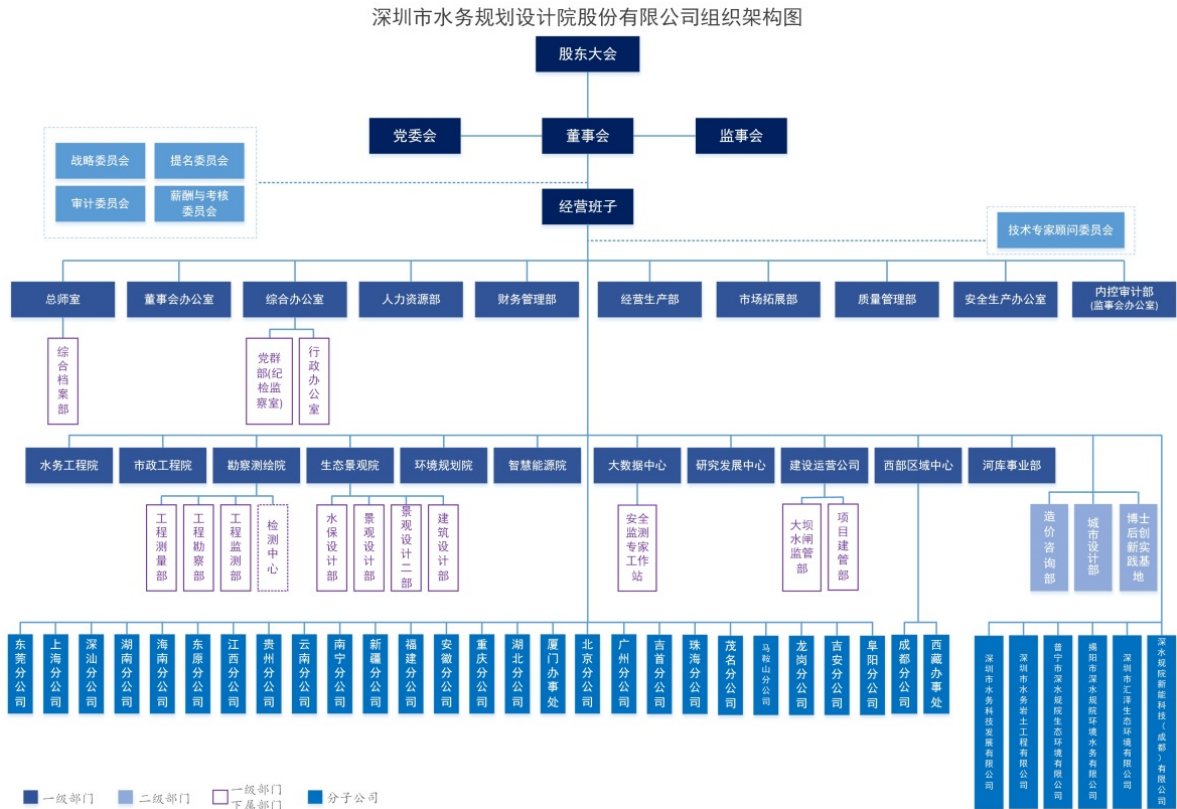 深圳市水务规划设计院股份有限公司组织架构图
股东大会
党委会
董事会
监事会
战略委员会
提名委员会
审计委员会
薪酬与考核
委员会
经营班子
技术专家顾问委员会
总师室
董事会办公室
综合办公室
人力资源部
财务管理部
经营生产部
市场拓展部
质量管理部
安全生产办公室
内控审计部
(监事会办公室)
综合档案部
党群
部(纪
检监
察室)
行政办公室
水务工程院
市政工程院
勘察测绘院
生态景观院
环境规划院
智慧能源院
大数据中心
研究发展中心
建设运营公司
西部区域中心
河库事业部
工程测量部
工程勘察部
工程监测部
检测中心
水保设计部
景观设计部
景观设计二部
建筑设计部
安全
监测
专家
工作
站
大坝
水闸
监管
部
项目建管部
造价咨询部
城市设计部
博士
后创
新实
践基
地
东莞分公司
上海分公司
深汕分公司
湖南分公司
海南分公司
东原分公司
江西分公司
贵州分公司
云南分公司
南宁分公司
新疆分公司
福建分公司
安徽分公司
重庆分公司
湖北分公司
厦门办事处
北京分公司
广州分公司
吉首分公司
珠海分公司
茂名分公司
马鞍山分公司
龙岗分公司
吉安分公司
阜阳分公司
成都分公司
西藏办事处
深圳市水务科技发展有限公司
深圳市水务岩土工程有限公司
普宁市深水规院生态环境有限公司
揭阳市深水规院环境水务有限公司
深圳市汇泽生态环境有限公司
深水规院新能科技（成都）有限公司
一级部门
二级部门
一级部门
下属部门
分子公司